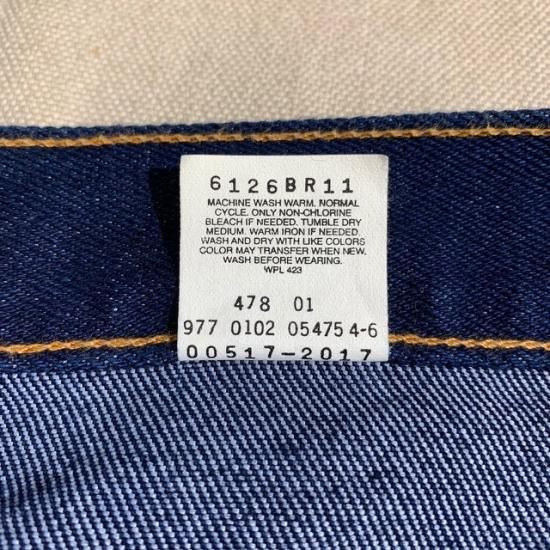 6126BR11
MACHINE WASH WARM. NORMAL
CYCLE. ONLY NON-CHLORINE
BLEACH IF NEEDED. TUMBLE DRY
MEDIUM. WARM IRON IF NEEDED.
WASH AND DRY WITH LIKE COLORS
COLOR MAY TRANSFER WHEN NEW.
WASH BEFORE WEARING.
WPL 423
478 01
977 0102 05475 4-6
00517-2017